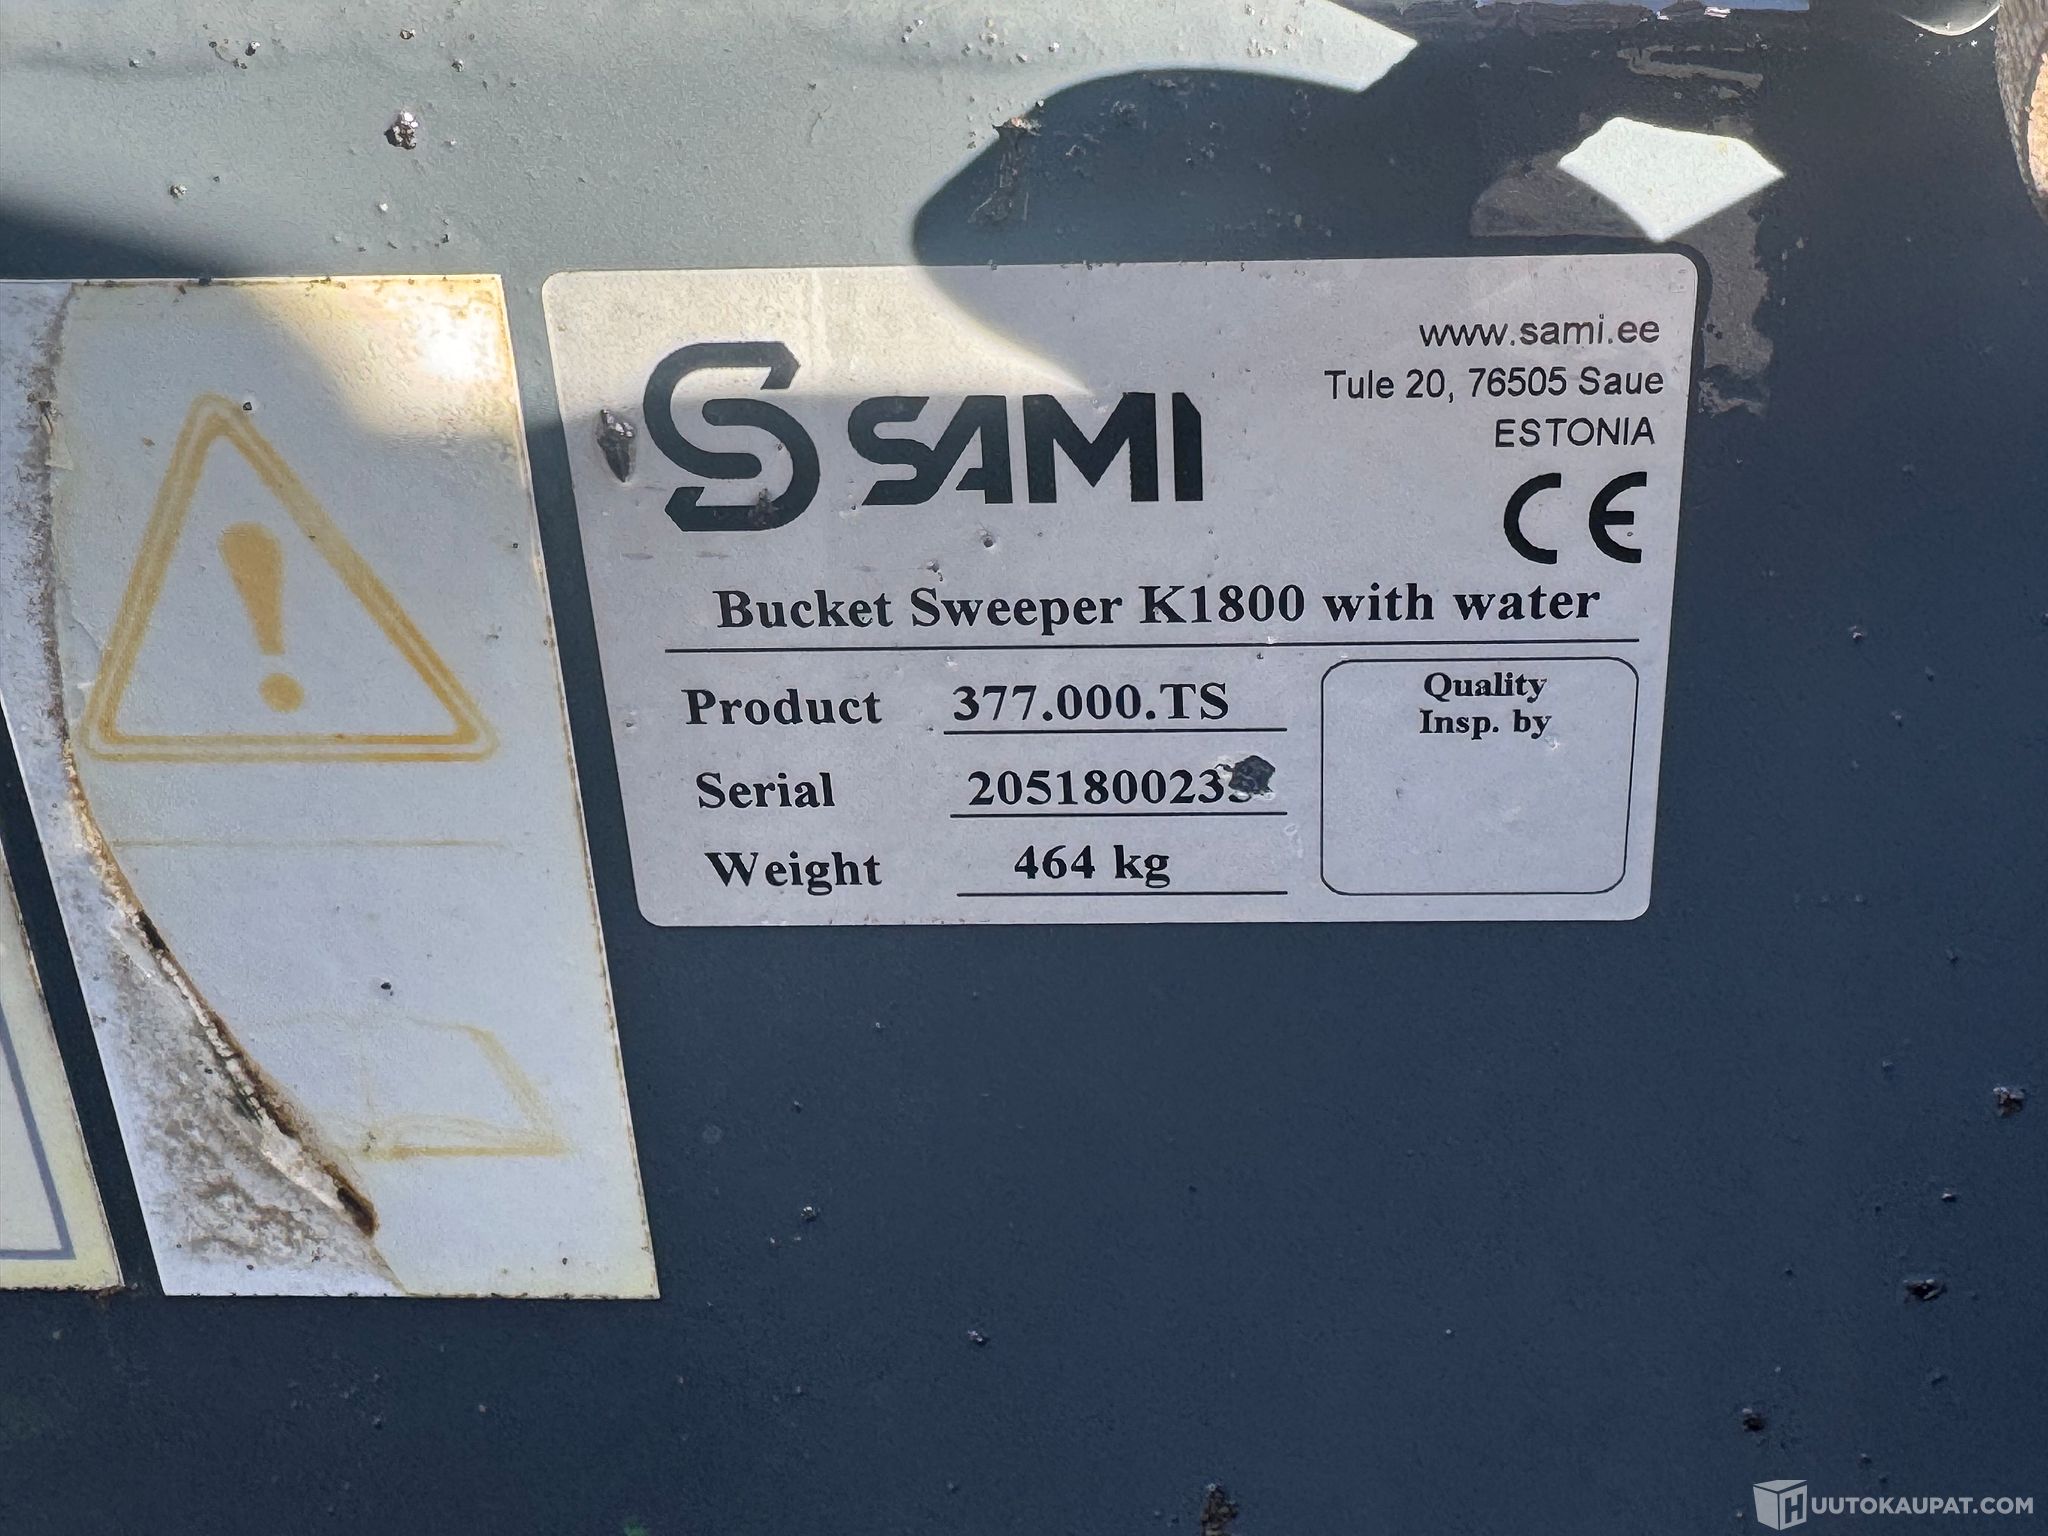 www.sami.ee
SAMI
Tule 20, 76505 Saue
ESTONIA
CE
Bucket Sweeper K1800 with water
Product 377.000.TS
Quality
Insp. by
Serial
Weight 464 kg
HUUTOKAUPAT.COM